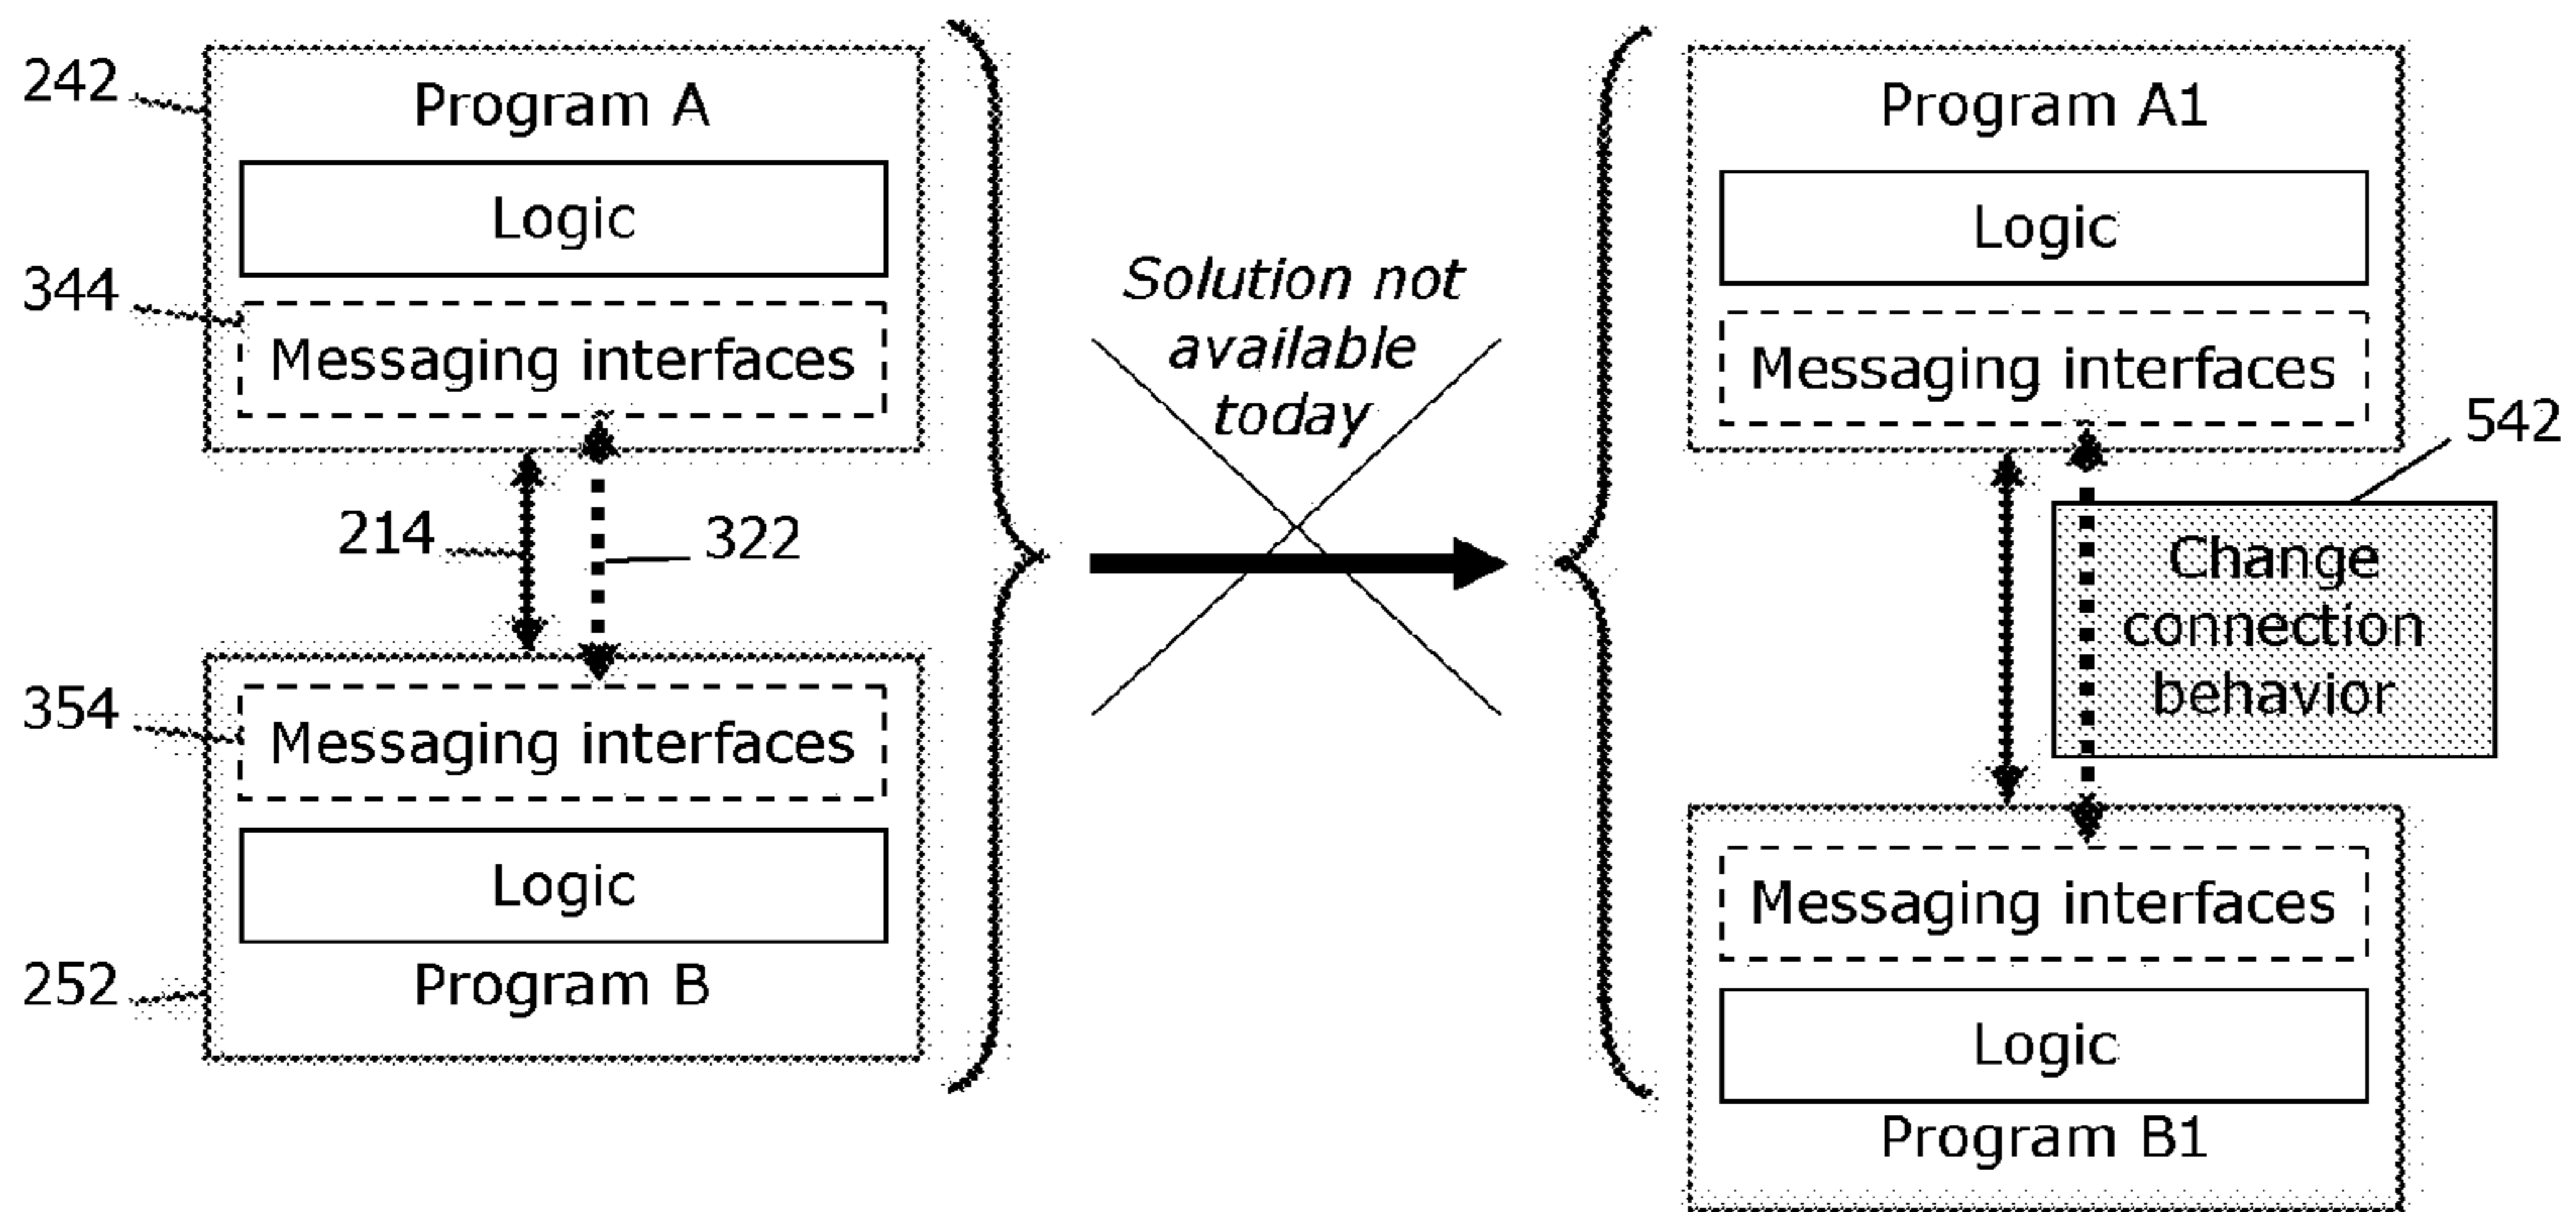 242
Program A
Logic
344
Messaging interfaces
214
322
354
Messaging interfaces
Logic
252
Program B
Solution not
available
today
Program A1
Logic
Messaging interfaces
542
Change
connection
behavior
Messaging interfaces
Logic
Program B1